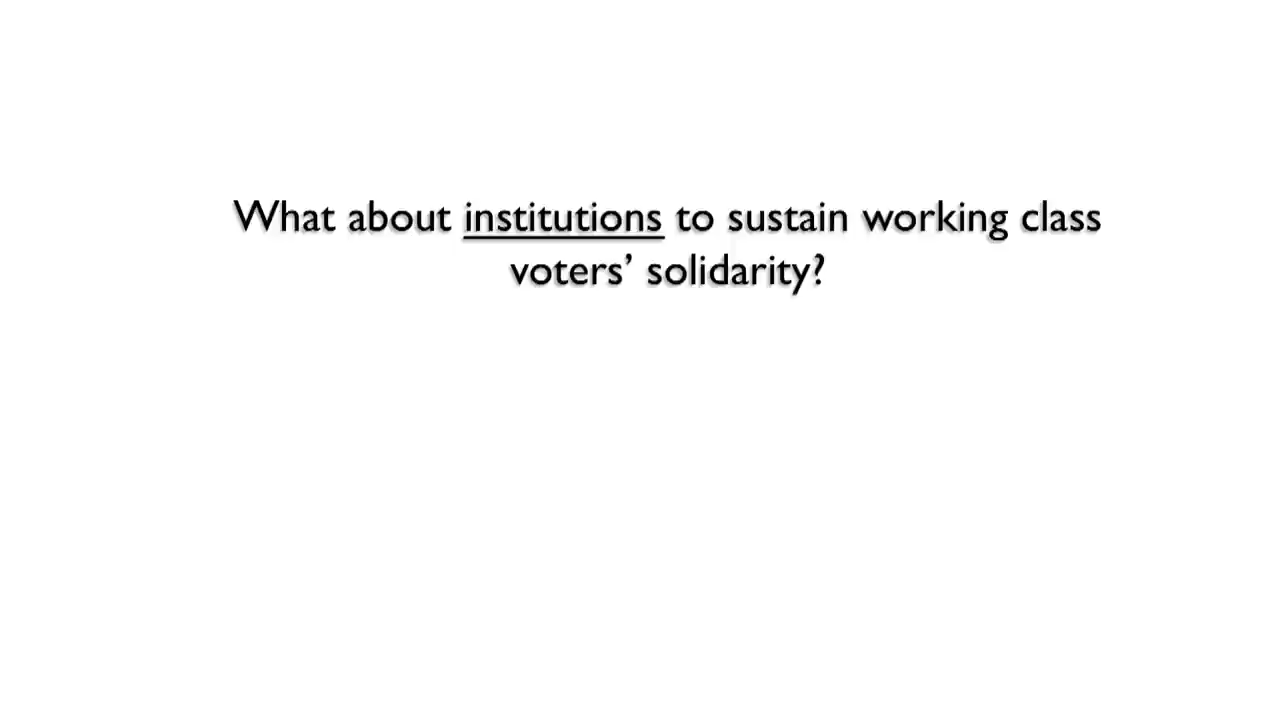 What about institutions to sustain working class
voters’ solidarity?